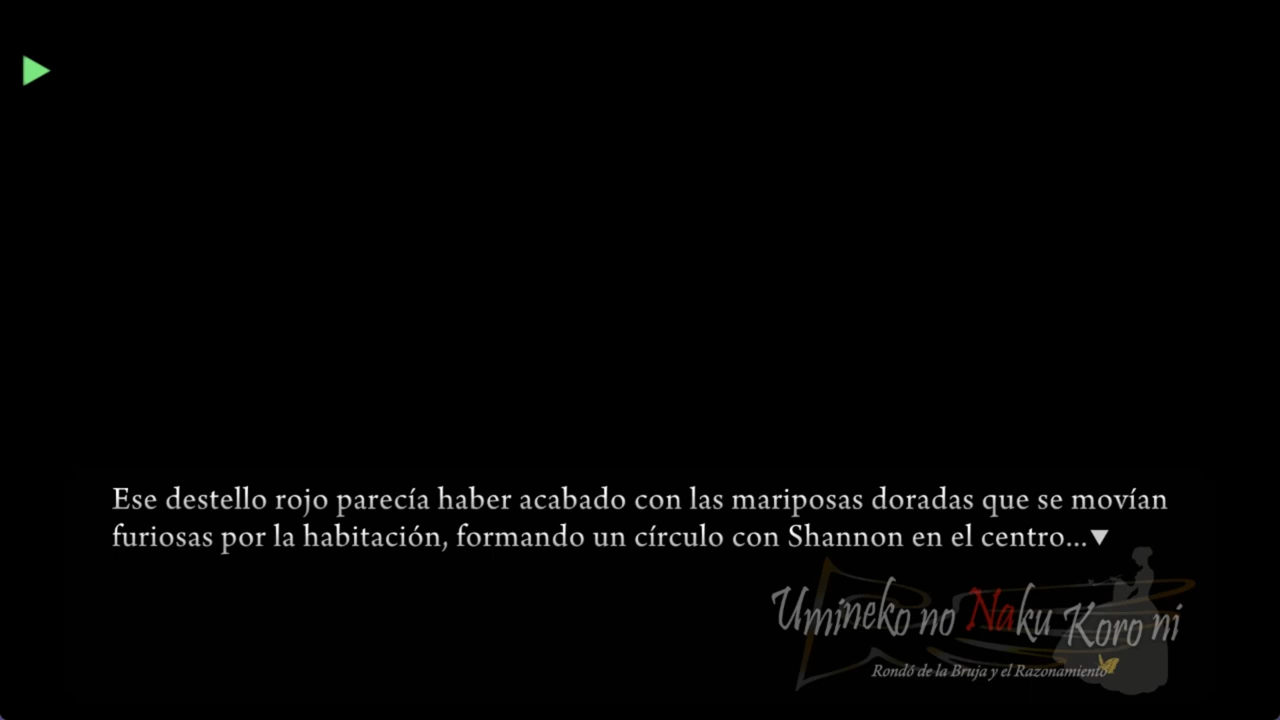 Ese destello rojo parecía haber acabado con las mariposas doradas que se movían
furiosas por la habitación, formando un círculo con Shannon en el centro...▼
Umineko no Naku Koro ni
Rondó de la Bruja y el Razonamiento